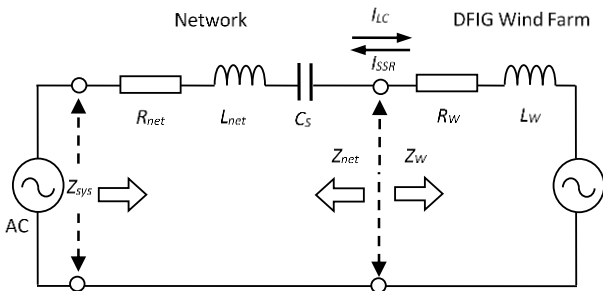 Network
I_LC
DFIG Wind Farm
I_SSR
R_net
L_net
C_S
R_W
L_W
Z_net
Z_W
Z_sys
AC